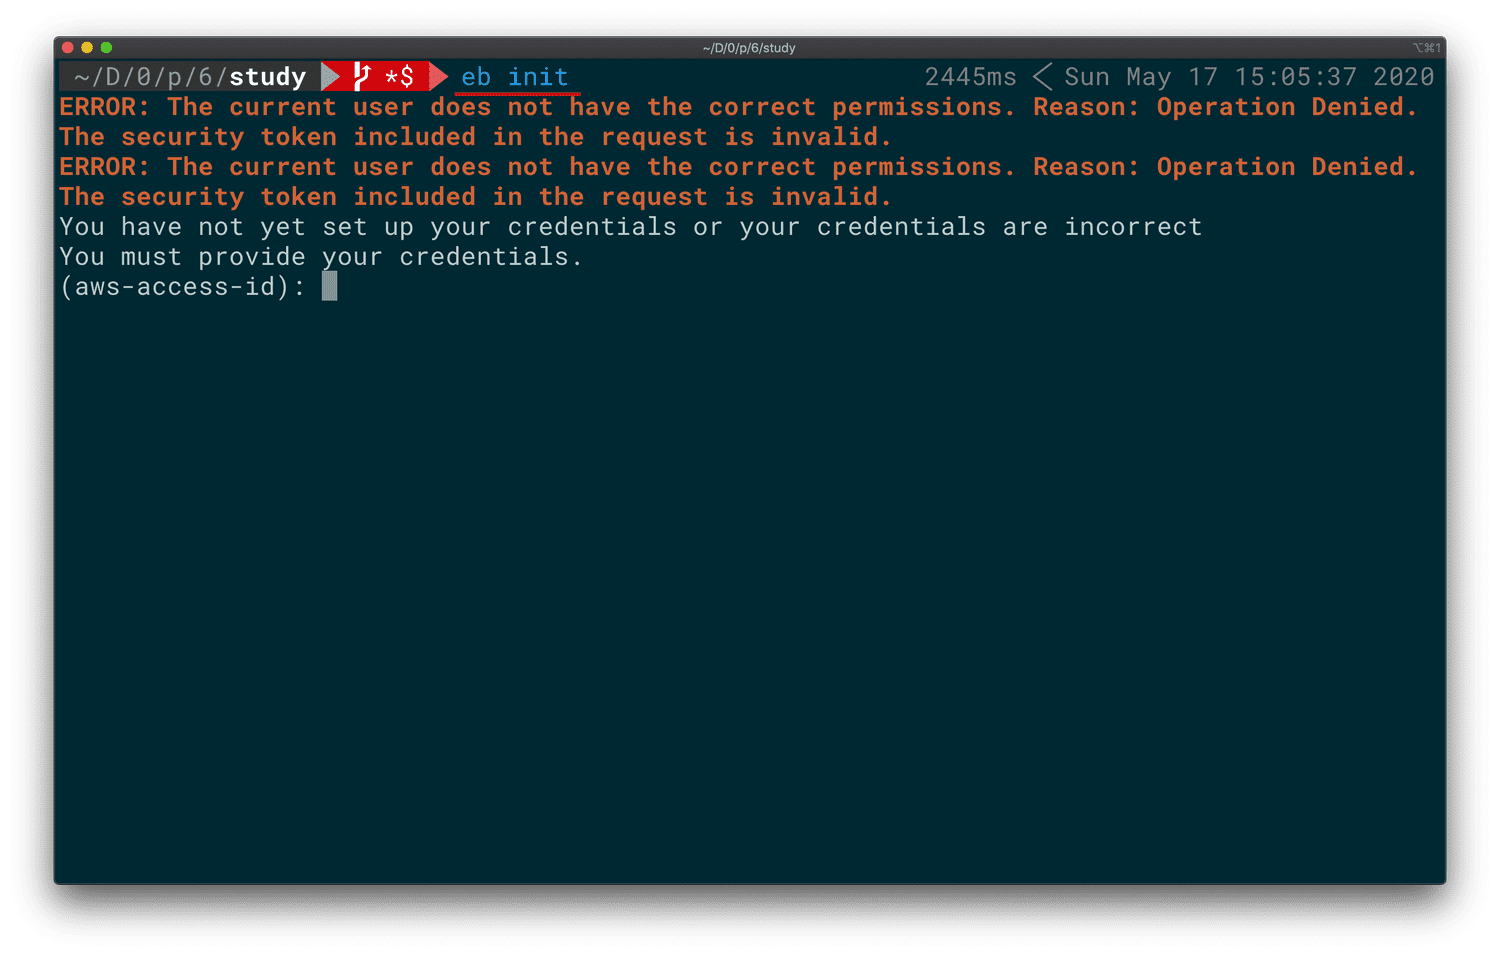 ~/D/0/p/6/study
⌥⌘1
~/D/0/p/6/study *$ eb init 2445ms < Sun May 17 15:05:37 2020
ERROR: The current user does not have the correct permissions. Reason: Operation Denied.
The security token included in the request is invalid.
ERROR: The current user does not have the correct permissions. Reason: Operation Denied.
The security token included in the request is invalid.
You have not yet set up your credentials or your credentials are incorrect
You must provide your credentials.
(aws-access-id):